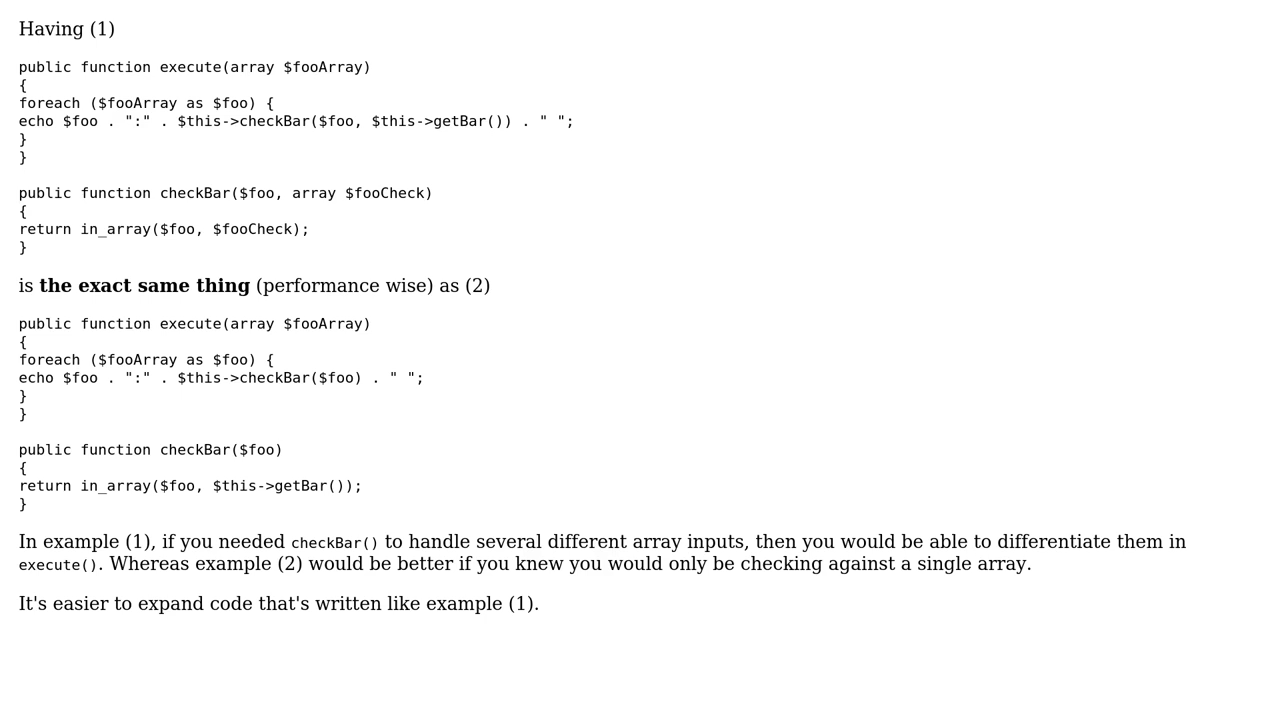 Having (1)
public function execute(array $fooArray)
{
foreach ($fooArray as $foo) {
echo $foo . ":" . $this->checkBar($foo, $this->getBar()) . " ";
}
}
public function checkBar($foo, array $fooCheck)
{
return in_array($foo, $fooCheck);
}
is the exact same thing (performance wise) as (2)
public function execute(array $fooArray)
{
foreach ($fooArray as $foo) {
echo $foo . ":" . $this->checkBar($foo) . " ";
}
}
public function checkBar($foo)
{
return in_array($foo, $this->getBar());
}
In example (1), if you needed checkBar() to handle several different array inputs, then you would be able to differentiate them in
execute(). Whereas example (2) would be better if you knew you would only be checking against a single array.
It's easier to expand code that's written like example (1).